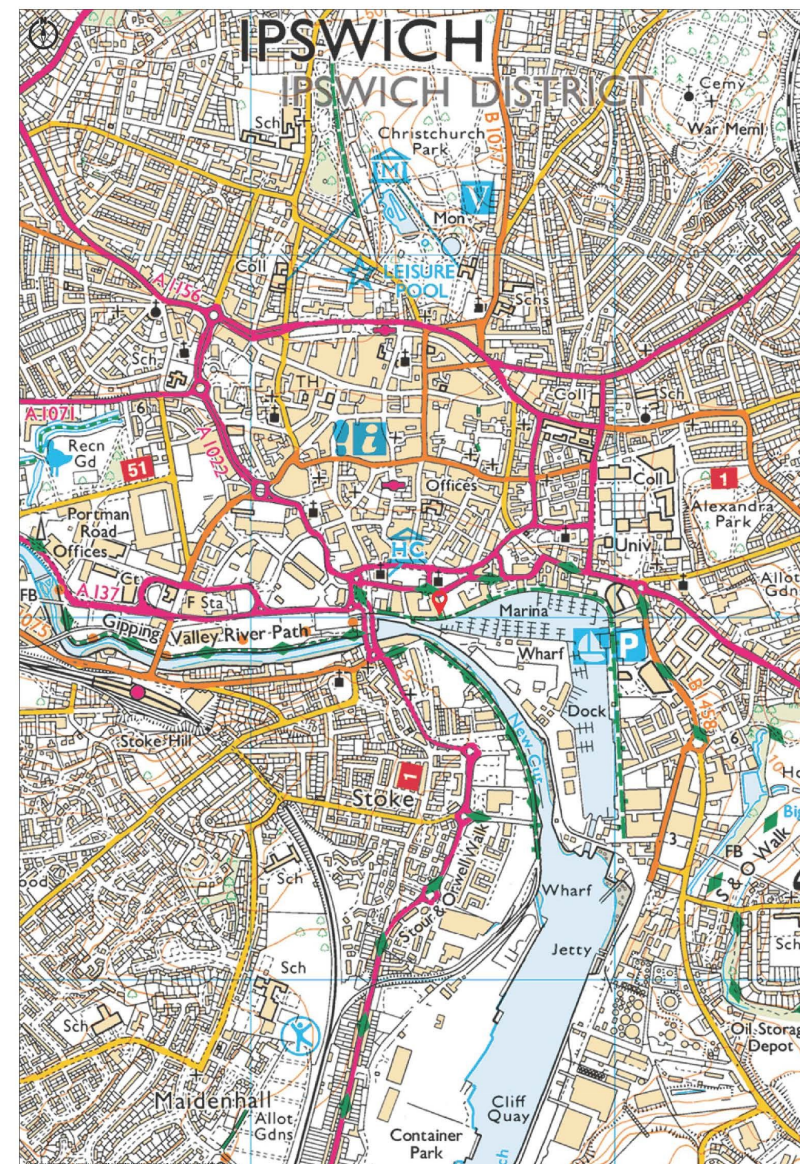 IPSWICH
IPSWICH DISTRICT
Cemy
War Meml
Sch
Christchurch
Park
B 1077
M
V
Mon
Coll
LEISURE
POOL
A 1156
Schs
Sch
TH
Coll
Sch
A1071
6
A 1022
Recn
Gd
51
! i
Offices
Coll
1
Alexandra
Park
Portman
Road
Offices
HC
Univ
Ct
Allot
Gdn
FB
A 137
F Sta
Marina
Gipping Valley River Path
Wharf
P
Dock
B 1458
New Cut
6
Stoke Hill
1
Stoke
10
3
FB
S & O Walk
Stour & Orwell Walk
Sch
Wharf
Jetty
Sch
Sch
Sch
Oil Storag
Depot
Maidenhall
Allot
Gdns
Cliff
Quay
Container
Park